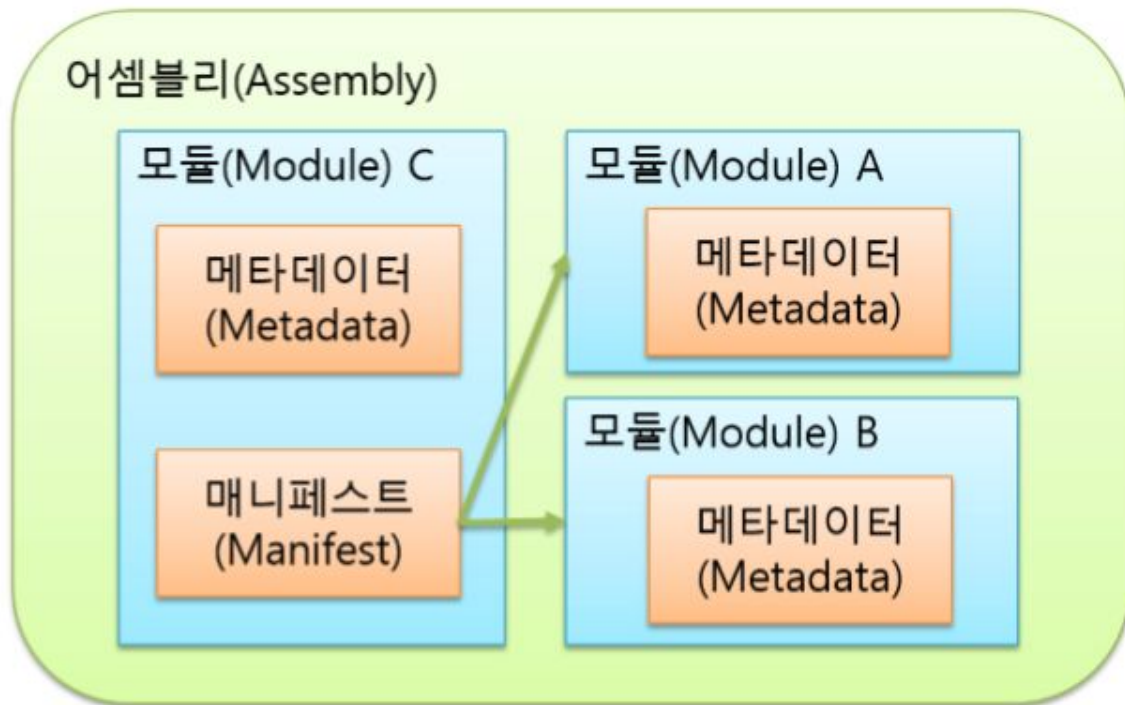 어셈블리(Assembly)
모듈(Module) C
메타데이터
(Metadata)
매니페스트
(Manifest)
모듈(Module) A
메타데이터
(Metadata)
모듈(Module) B
메타데이터
(Metadata)